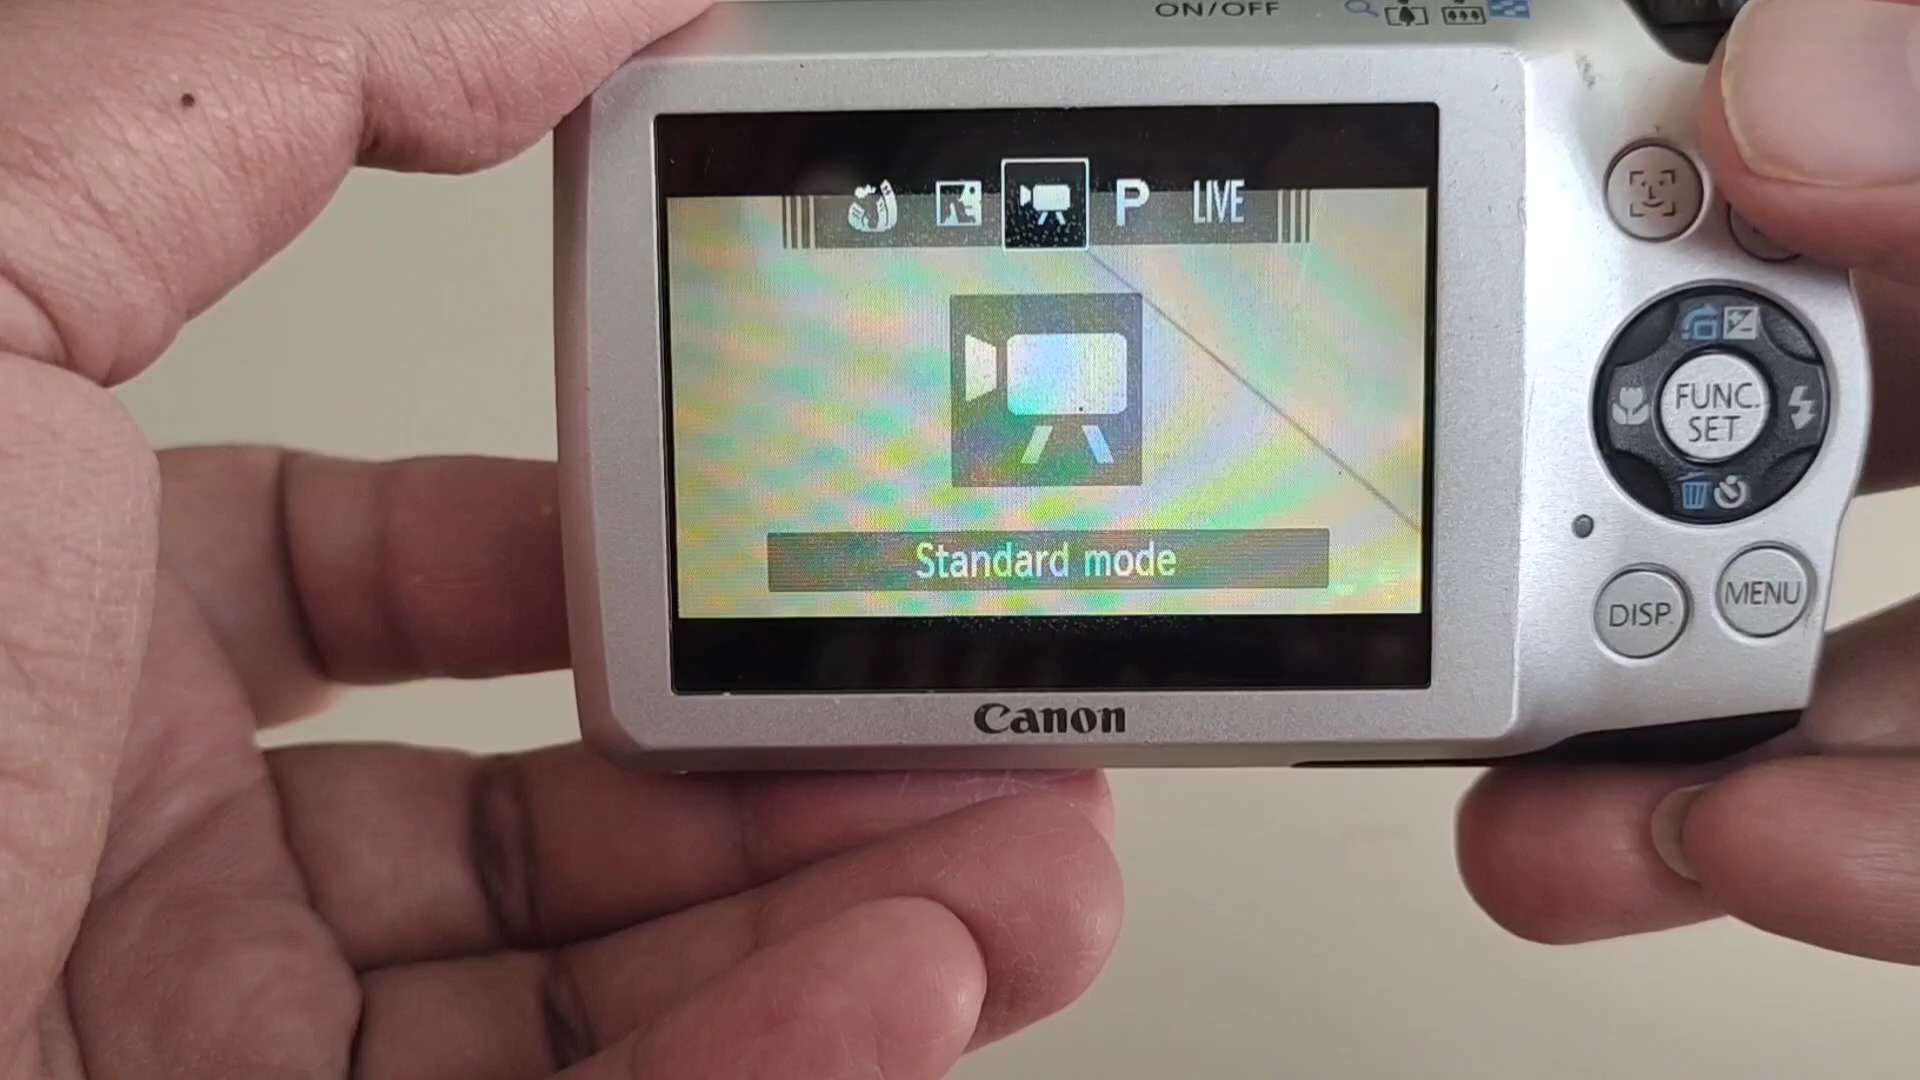 ON/OFF
P LIVE
FUNC.
SET
Standard mode
DISP.
MENU
Canon